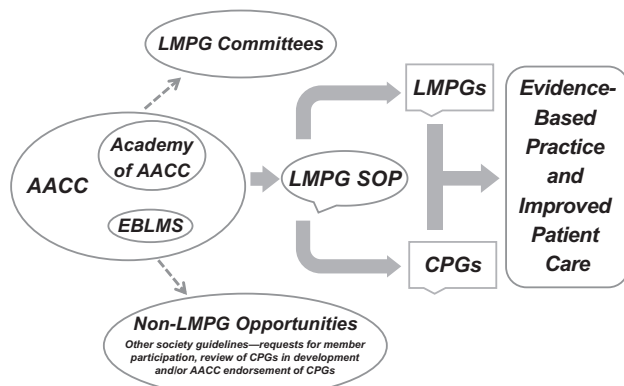 LMPG Committees
Academy
of AACC
AACC
EBLMS
LMPG SOP
LMPGs
CPGs
Evidence-
Based
Practice
and
Improved
Patient
Care
Non-LMPG Opportunities
Other society guidelines—requests for member
participation, review of CPGs in development
and/or AACC endorsement of CPGs